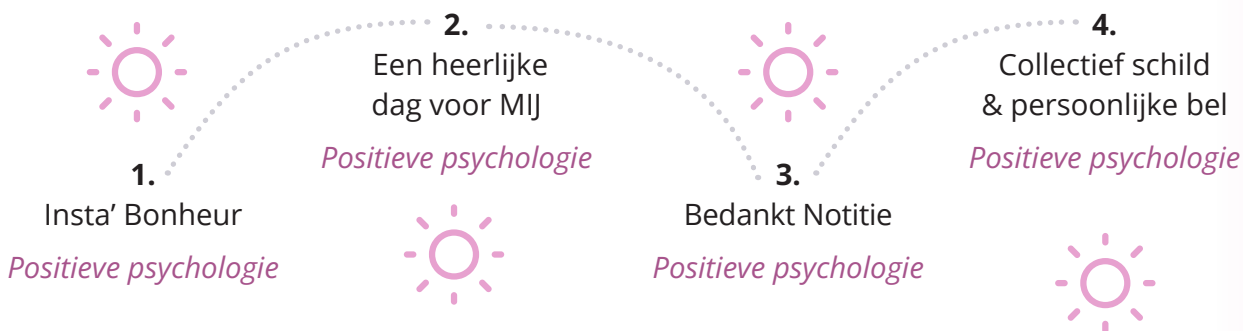 1.
Insta’ Bonheur
Positieve psychologie
2.
Een heerlijke
dag voor MIJ
Positieve psychologie
3.
Bedankt Notitie
Positieve psychologie
4.
Collectief schild
& persoonlijke bel
Positieve psychologie